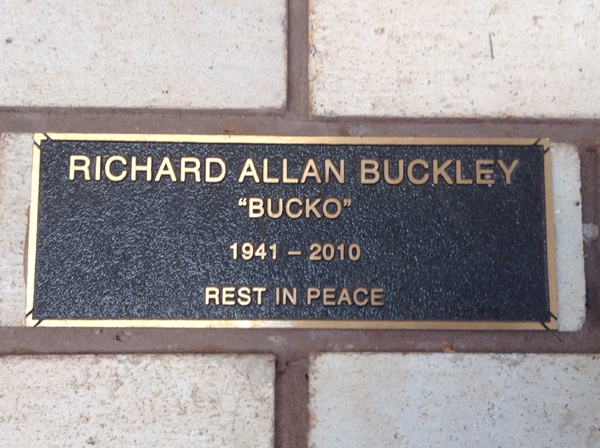 RICHARD ALLAN BUCKLEY
“BUCKO”
1941 – 2010
REST IN PEACE